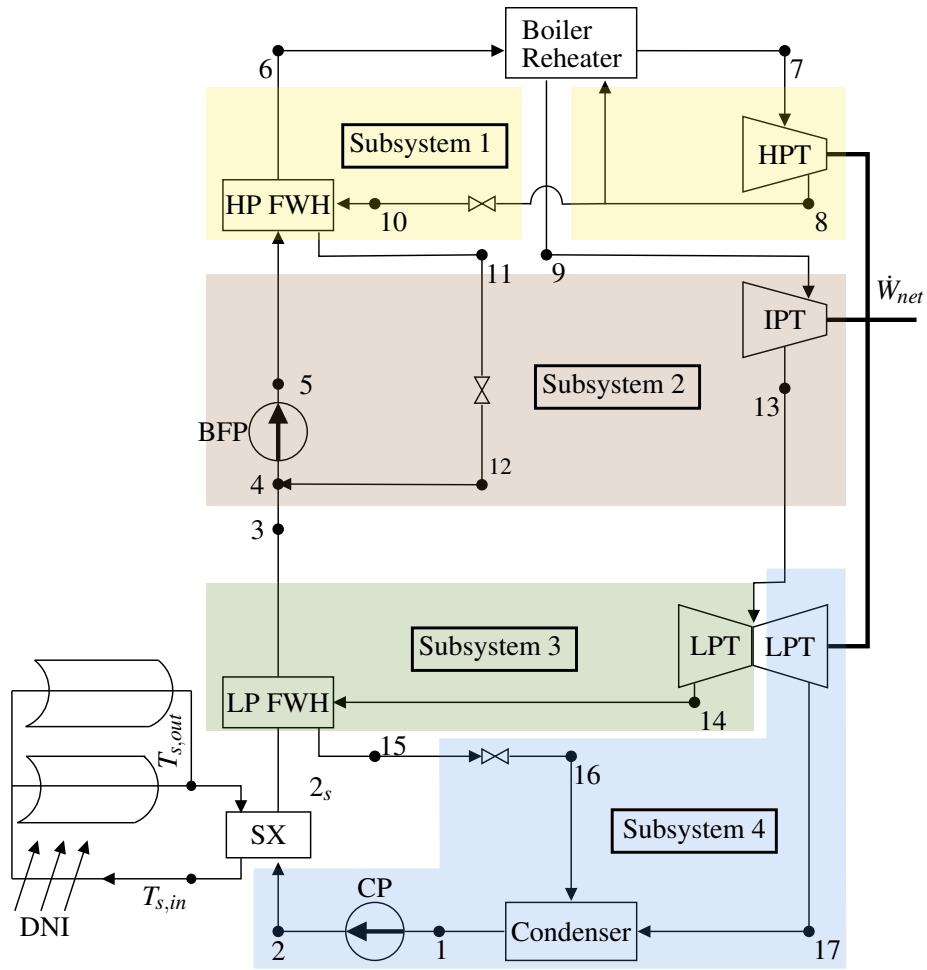 Boiler
Reheater
6
7
Subsystem 1
HPT
HP FWH
10
8
11
9
Ẇnet
IPT
Subsystem 2
5
13
BFP
12
4
3
Subsystem 3
LPT
LPT
LP FWH
14
15
Ts,out
16
2s
SX
Subsystem 4
Ts,in
CP
DNI
Condenser
2
1
17